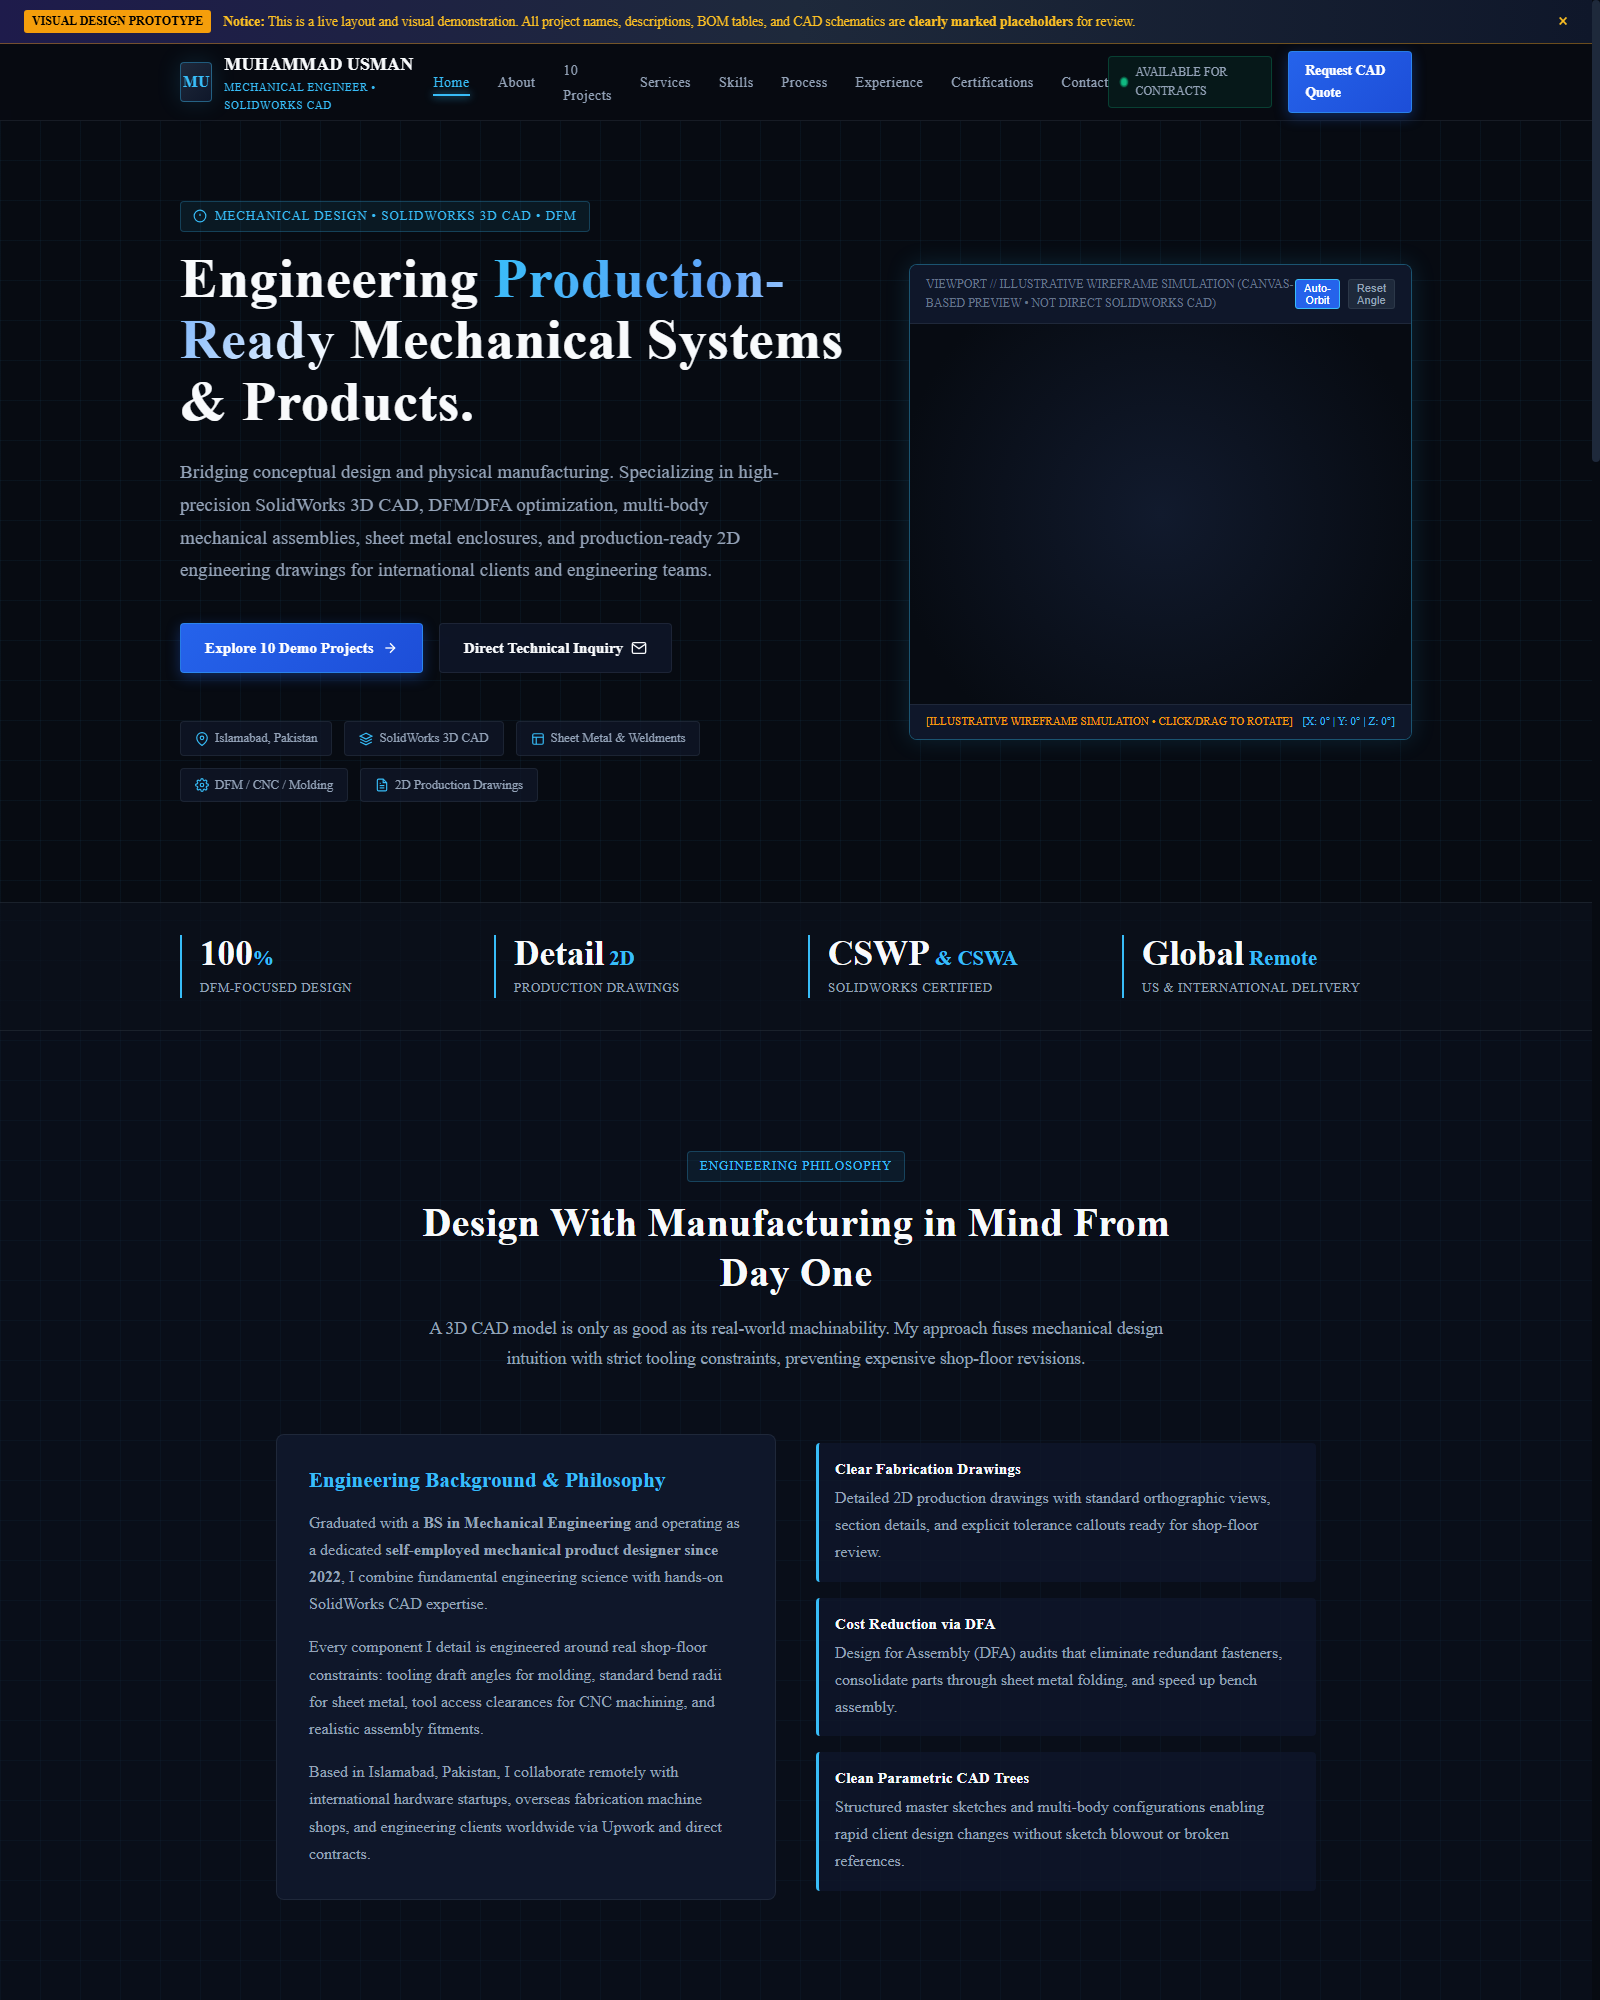 VISUAL DESIGN PROTOTYPE Notice: This is a live layout and visual demonstration. All project names, descriptions, BOM tables, and CAD schematics are clearly marked placeholders for review. ×
MU
MUHAMMAD USMAN
MECHANICAL ENGINEER •
SOLIDWORKS CAD
Home
About
10
Projects
Services
Skills
Process
Experience
Certifications
Contact
AVAILABLE FOR
CONTRACTS
Request CAD
Quote
MECHANICAL DESIGN • SOLIDWORKS 3D CAD • DFM
Engineering Production-
Ready Mechanical Systems
& Products.
Bridging conceptual design and physical manufacturing. Specializing in high-
precision SolidWorks 3D CAD, DFM/DFA optimization, multi-body
mechanical assemblies, sheet metal enclosures, and production-ready 2D
engineering drawings for international clients and engineering teams.
Explore 10 Demo Projects →
Direct Technical Inquiry
Islamabad, Pakistan
SolidWorks 3D CAD
Sheet Metal & Weldments
DFM / CNC / Molding
2D Production Drawings
VIEWPORT // ILLUSTRATIVE WIREFRAME SIMULATION (CANVAS-
BASED PREVIEW • NOT DIRECT SOLIDWORKS CAD)
Auto-
Orbit
Reset
Angle
[ILLUSTRATIVE WIREFRAME SIMULATION • CLICK/DRAG TO ROTATE]
[X: 0° | Y: 0° | Z: 0°]
100%
DFM-FOCUSED DESIGN
Detail 2D
PRODUCTION DRAWINGS
CSWP & CSWA
SOLIDWORKS CERTIFIED
Global Remote
US & INTERNATIONAL DELIVERY
ENGINEERING PHILOSOPHY
Design With Manufacturing in Mind From
Day One
A 3D CAD model is only as good as its real-world machinability. My approach fuses mechanical design
intuition with strict tooling constraints, preventing expensive shop-floor revisions.
Engineering Background & Philosophy
Graduated with a BS in Mechanical Engineering and operating as
a dedicated self-employed mechanical product designer since
2022, I combine fundamental engineering science with hands-on
SolidWorks CAD expertise.
Every component I detail is engineered around real shop-floor
constraints: tooling draft angles for molding, standard bend radii
for sheet metal, tool access clearances for CNC machining, and
realistic assembly fitments.
Based in Islamabad, Pakistan, I collaborate remotely with
international hardware startups, overseas fabrication machine
shops, and engineering clients worldwide via Upwork and direct
contracts.
Clear Fabrication Drawings
Detailed 2D production drawings with standard orthographic views,
section details, and explicit tolerance callouts ready for shop-floor
review.
Cost Reduction via DFA
Design for Assembly (DFA) audits that eliminate redundant fasteners,
consolidate parts through sheet metal folding, and speed up bench
assembly.
Clean Parametric CAD Trees
Structured master sketches and multi-body configurations enabling
rapid client design changes without sketch blowout or broken
references.